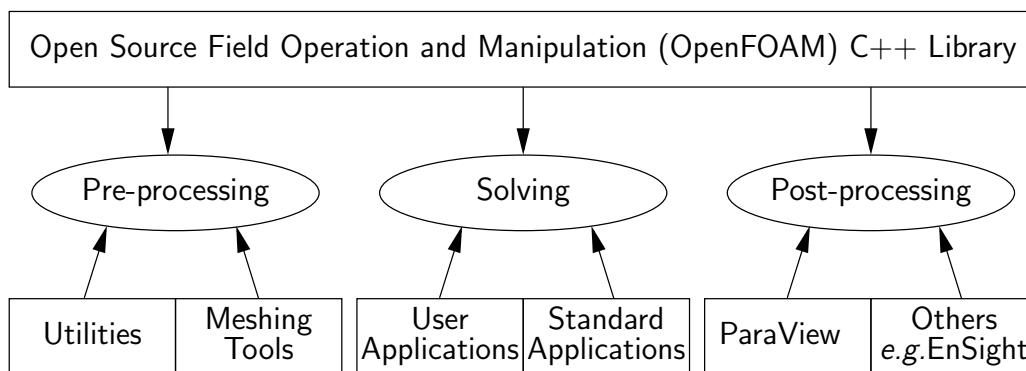 Open Source Field Operation and Manipulation (OpenFOAM) C++ Library
Pre-processing
Solving
Post-processing
Utilities
Meshing
Tools
User
Applications
Standard
Applications
ParaView
Others
e.g.EnSight